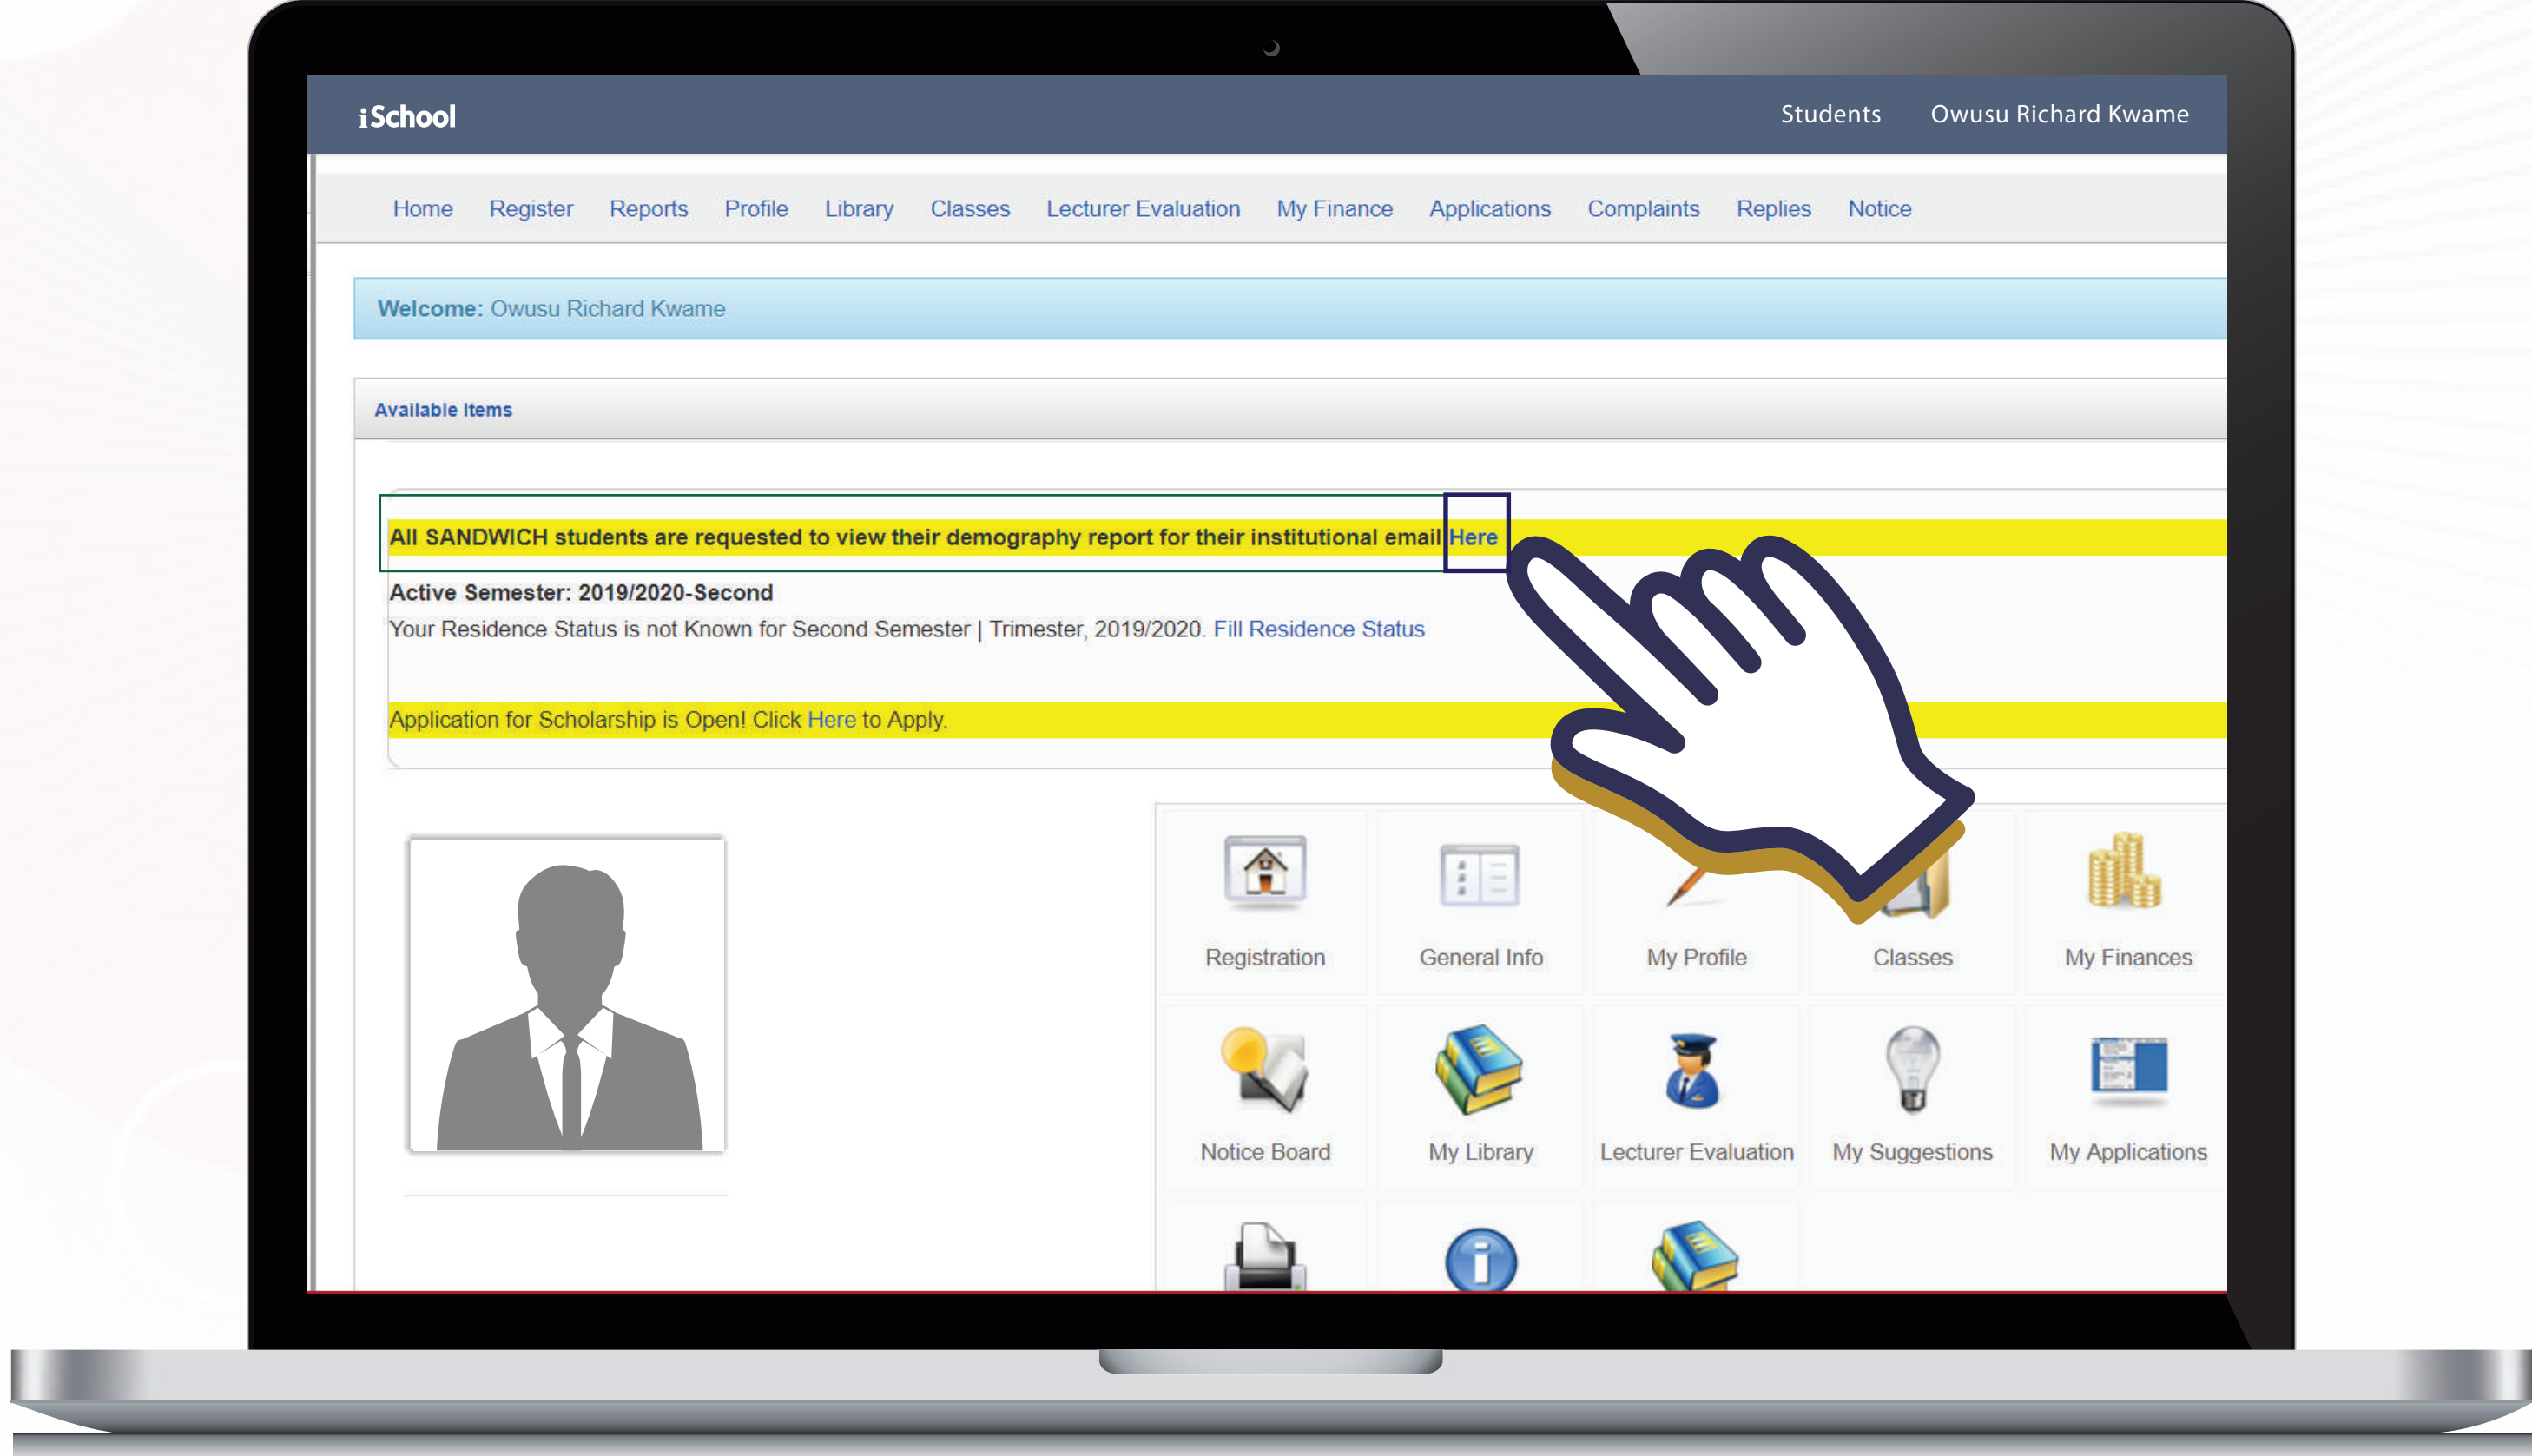 iSchool
Students Owusu Richard Kwame
Home Register Reports Profile Library Classes Lecturer Evaluation My Finance Applications Complaints Replies Notice
Welcome: Owusu Richard Kwame
Available Items
All SANDWICH students are requested to view their demography report for their institutional email Here
Active Semester: 2019/2020-Second
Your Residence Status is not Known for Second Semester | Trimester, 2019/2020. Fill Residence Status
Application for Scholarship is Open! Click Here to Apply.
Registration General Info My Profile Classes My Finances
Notice Board My Library Lecturer Evaluation My Suggestions My Applications